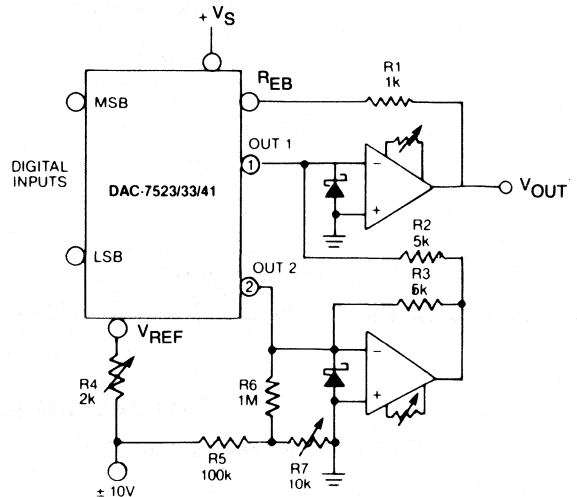 + VS
REB
R1
1k
MSB
OUT 1
1
DIGITAL
INPUTS
DAC-7523/33/41
−
+
VOUT
R2
5k
LSB
OUT 2
2
R3
5k
VREF
R4
2k
R6
1M
−
+
R5
100k
R7
10k
± 10V